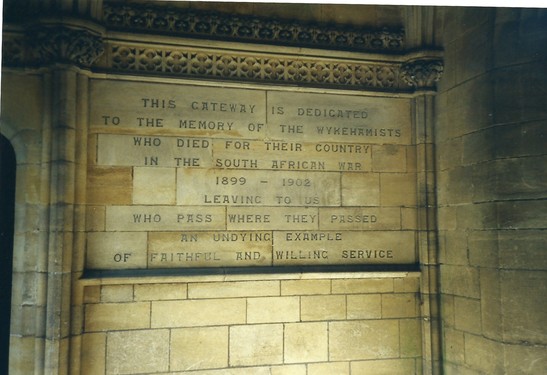 THIS GATEWAY IS DEDICATED
TO THE MEMORY OF THE WYKEHAMISTS
WHO DIED FOR THEIR COUNTRY
IN THE SOUTH AFRICAN WAR
1899 - 1902
LEAVING TO US
WHO PASS WHERE THEY PASSED
AN UNDYING EXAMPLE
OF FAITHFUL AND WILLING SERVICE